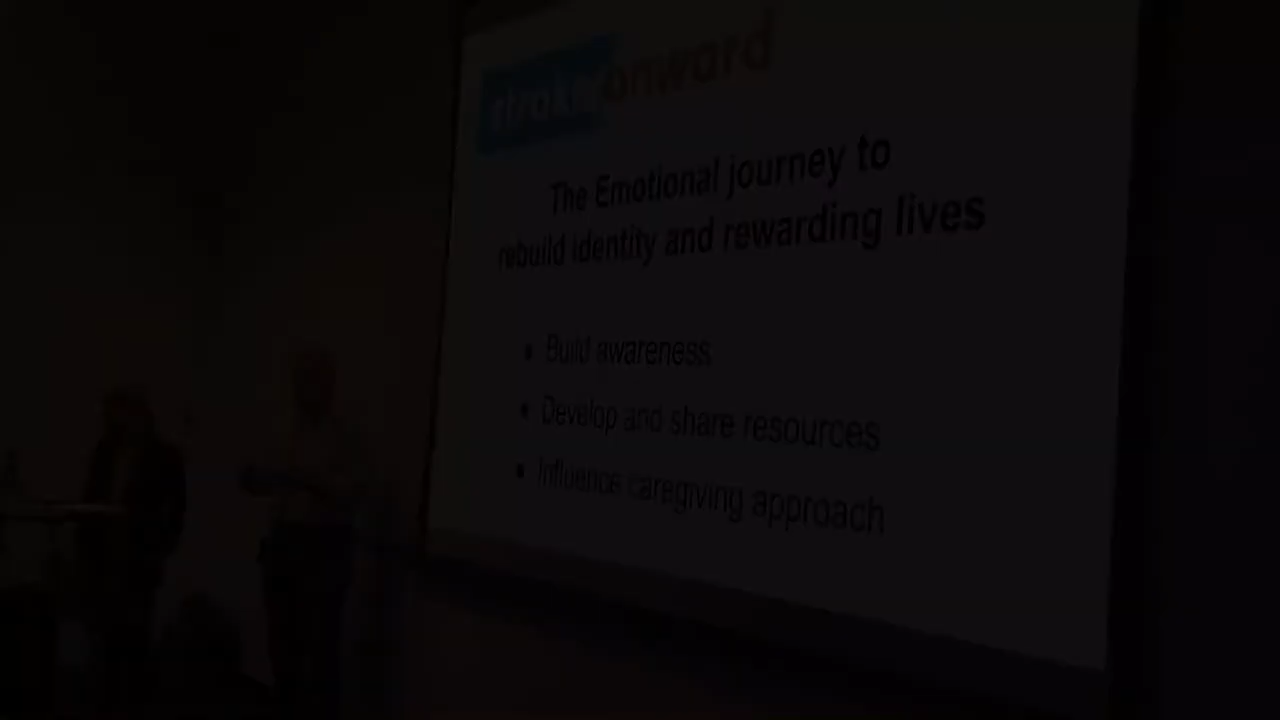 stroke onward
The Emotional journey to
rebuild identity and rewarding lives
• Build awareness
• Develop and share resources
• Influence caregiving approach